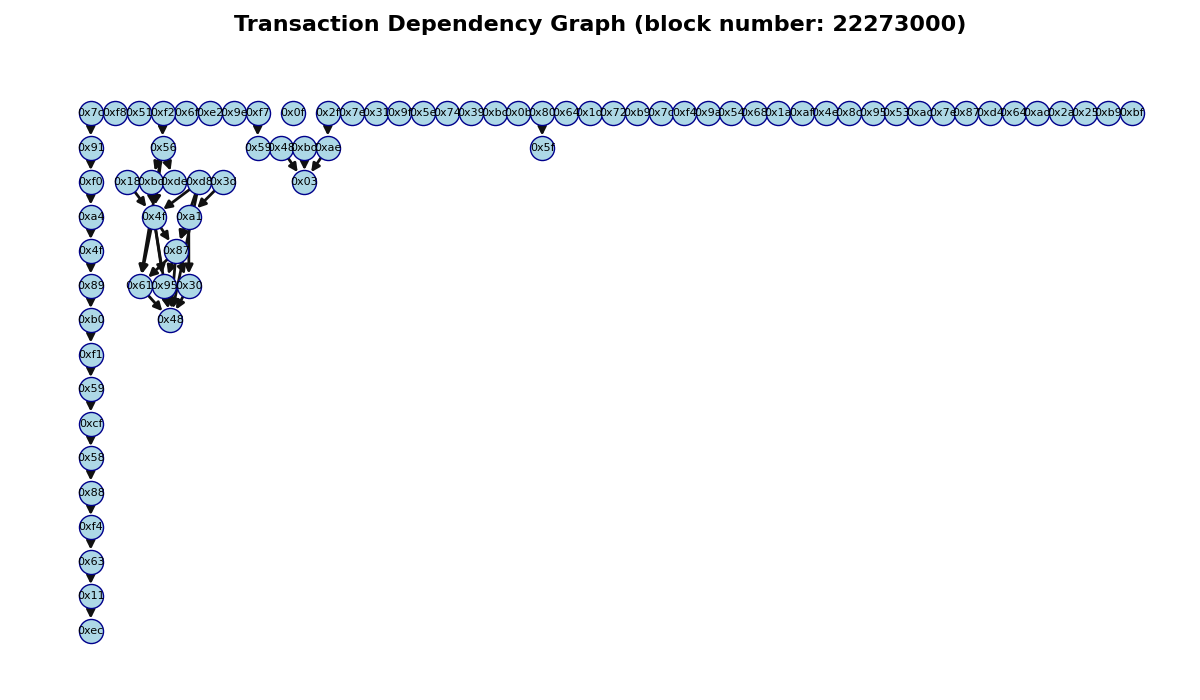 Transaction Dependency Graph (block number: 22273000)
0x7c 0xf8 0x51 0xf2 0x6f 0xe2 0x9e 0xf7 0x0f 0x2f 0x7e 0x31 0x9f 0x5e 0x74 0x39 0xbc 0x0b 0x80 0x64 0x1c 0x72 0xb9 0x7c 0xf4 0x9a 0x54 0x68 0x1a 0xaf 0x4e 0x8c 0x95 0x53 0xac 0x7e 0x87 0xd4 0x64 0xac 0x2a 0x25 0xb9 0xbf
0x91 0x56 0x59 0x48 0xbc 0xae 0x5f
0xf0 0x18 0xbc 0xde 0xd8 0x3d 0x03
0xa4 0x4f 0xa1
0x4f 0x87
0x89 0x61 0x95 0x30
0xb0 0x48
0xf1
0x59
0xcf
0x58
0x88
0xf4
0x63
0x11
0xec